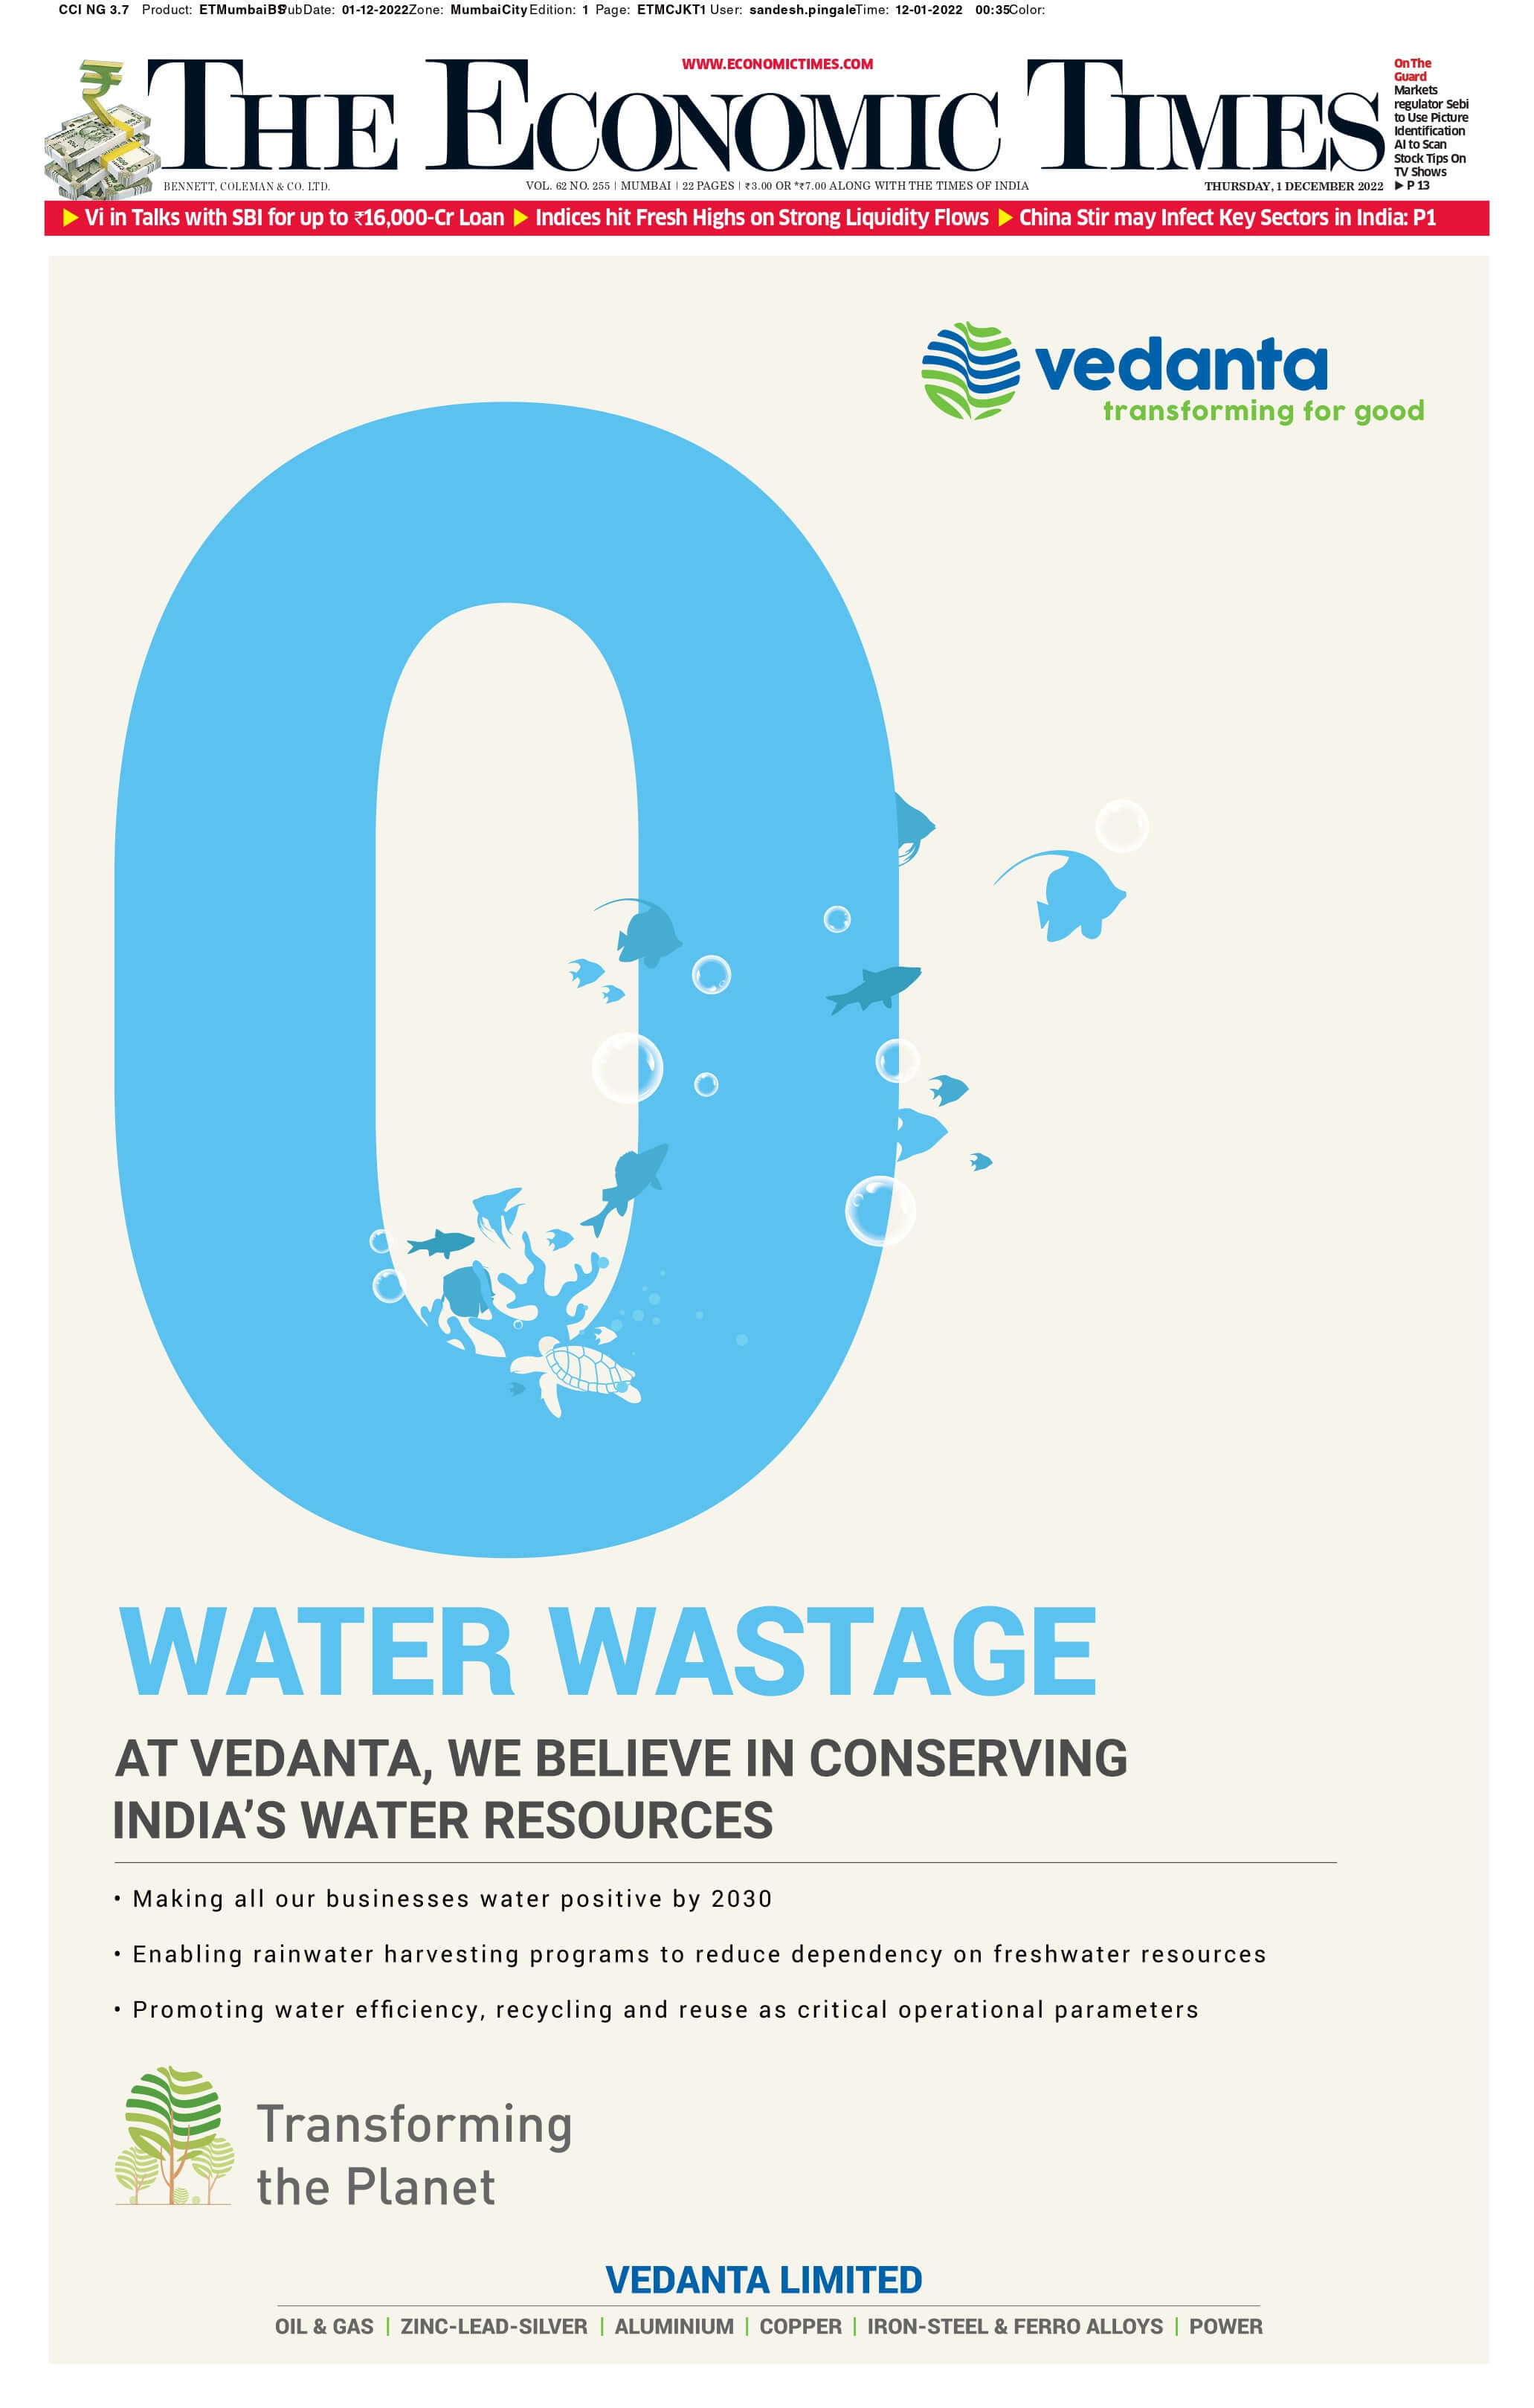 CCI NG 3.7 Product: ETMumbaiBS PubDate: 01-12-2022 Zone: MumbaiCity Edition: 1 Page: ETMCJKT1 User: sandesh.pingale Time: 12-01-2022 00:35 Color:
WWW.ECONOMICTIMES.COM
THE ECONOMIC TIMES
On The
Guard
Markets
regulator Sebi
to Use Picture
Identification
AI to Scan
Stock Tips On
TV Shows
▶ P 13
BENNETT, COLEMAN & CO. LTD.
VOL. 62 NO. 255 | MUMBAI | 22 PAGES | ₹3.00 OR *₹7.00 ALONG WITH THE TIMES OF INDIA
THURSDAY, 1 DECEMBER 2022
▶ Vi in Talks with SBI for up to ₹16,000-Cr Loan ▶ Indices hit Fresh Highs on Strong Liquidity Flows ▶ China Stir may Infect Key Sectors in India: P1
vedanta
transforming for good
0
WATER WASTAGE
AT VEDANTA, WE BELIEVE IN CONSERVING
INDIA'S WATER RESOURCES
• Making all our businesses water positive by 2030
• Enabling rainwater harvesting programs to reduce dependency on freshwater resources
• Promoting water efficiency, recycling and reuse as critical operational parameters
Transforming
the Planet
VEDANTA LIMITED
OIL & GAS | ZINC-LEAD-SILVER | ALUMINIUM | COPPER | IRON-STEEL & FERRO ALLOYS | POWER